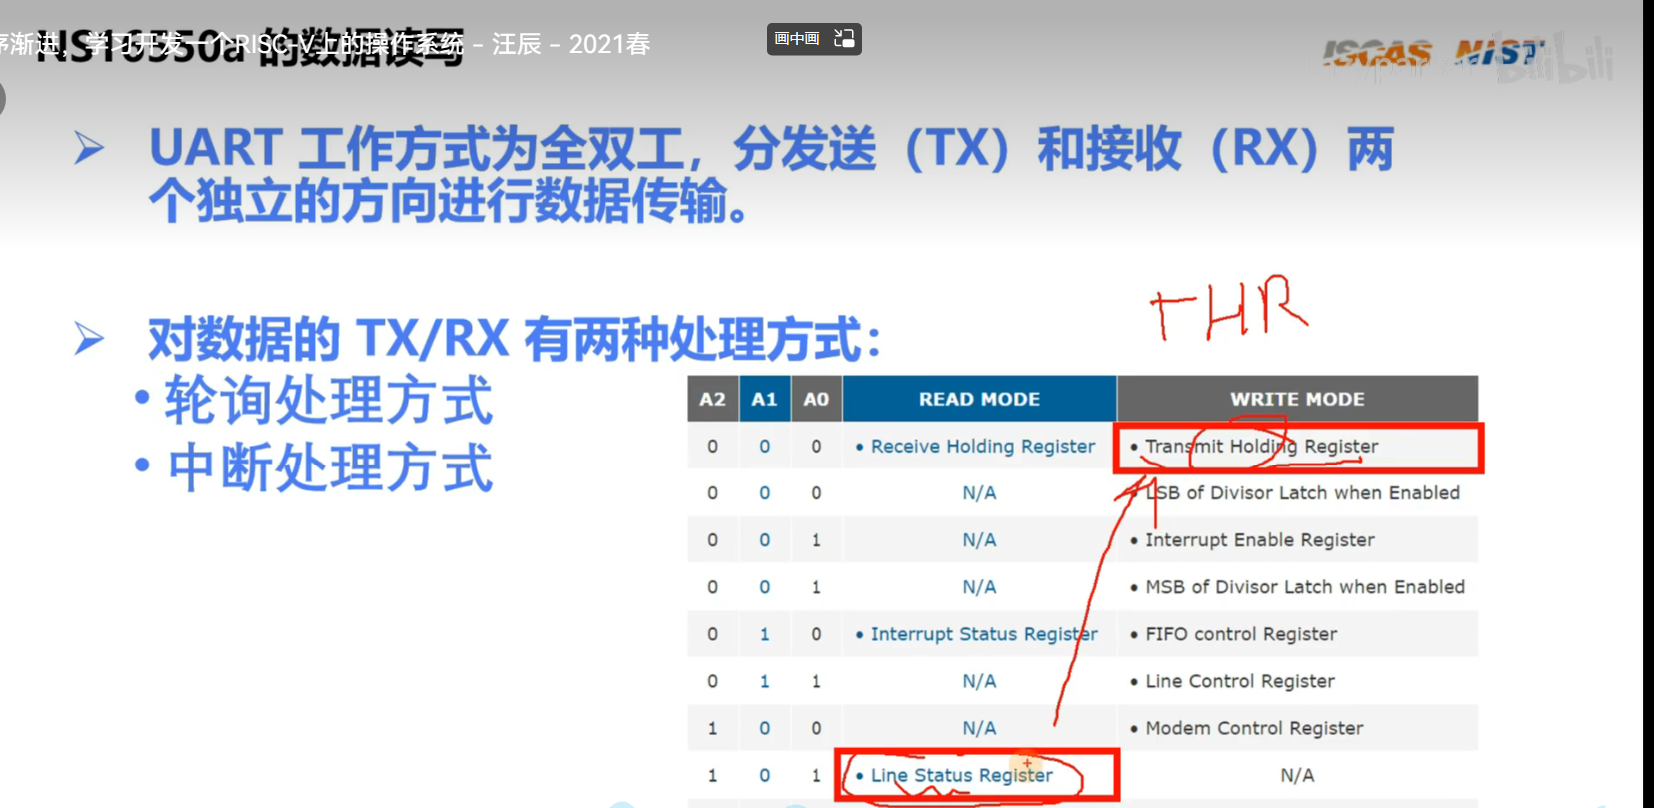 序渐进，学习开发一个RISC-V上的操作系统 - 汪辰 - 2021春
NS16550a 的数据读写
画中画
ISCAS NIST
bilibili
➢ UART 工作方式为全双工，分发送（TX）和接收（RX）两
个独立的方向进行数据传输。
THR
➢ 对数据的 TX/RX 有两种处理方式：
• 轮询处理方式
• 中断处理方式
A2 A1 A0 READ MODE WRITE MODE
0 0 0 • Receive Holding Register • Transmit Holding Register
0 0 0 N/A • LSB of Divisor Latch when Enabled
0 0 1 N/A • Interrupt Enable Register
0 0 1 N/A • MSB of Divisor Latch when Enabled
0 1 0 • Interrupt Status Register • FIFO control Register
0 1 1 N/A • Line Control Register
1 0 0 N/A • Modem Control Register
1 0 1 • Line Status Register N/A